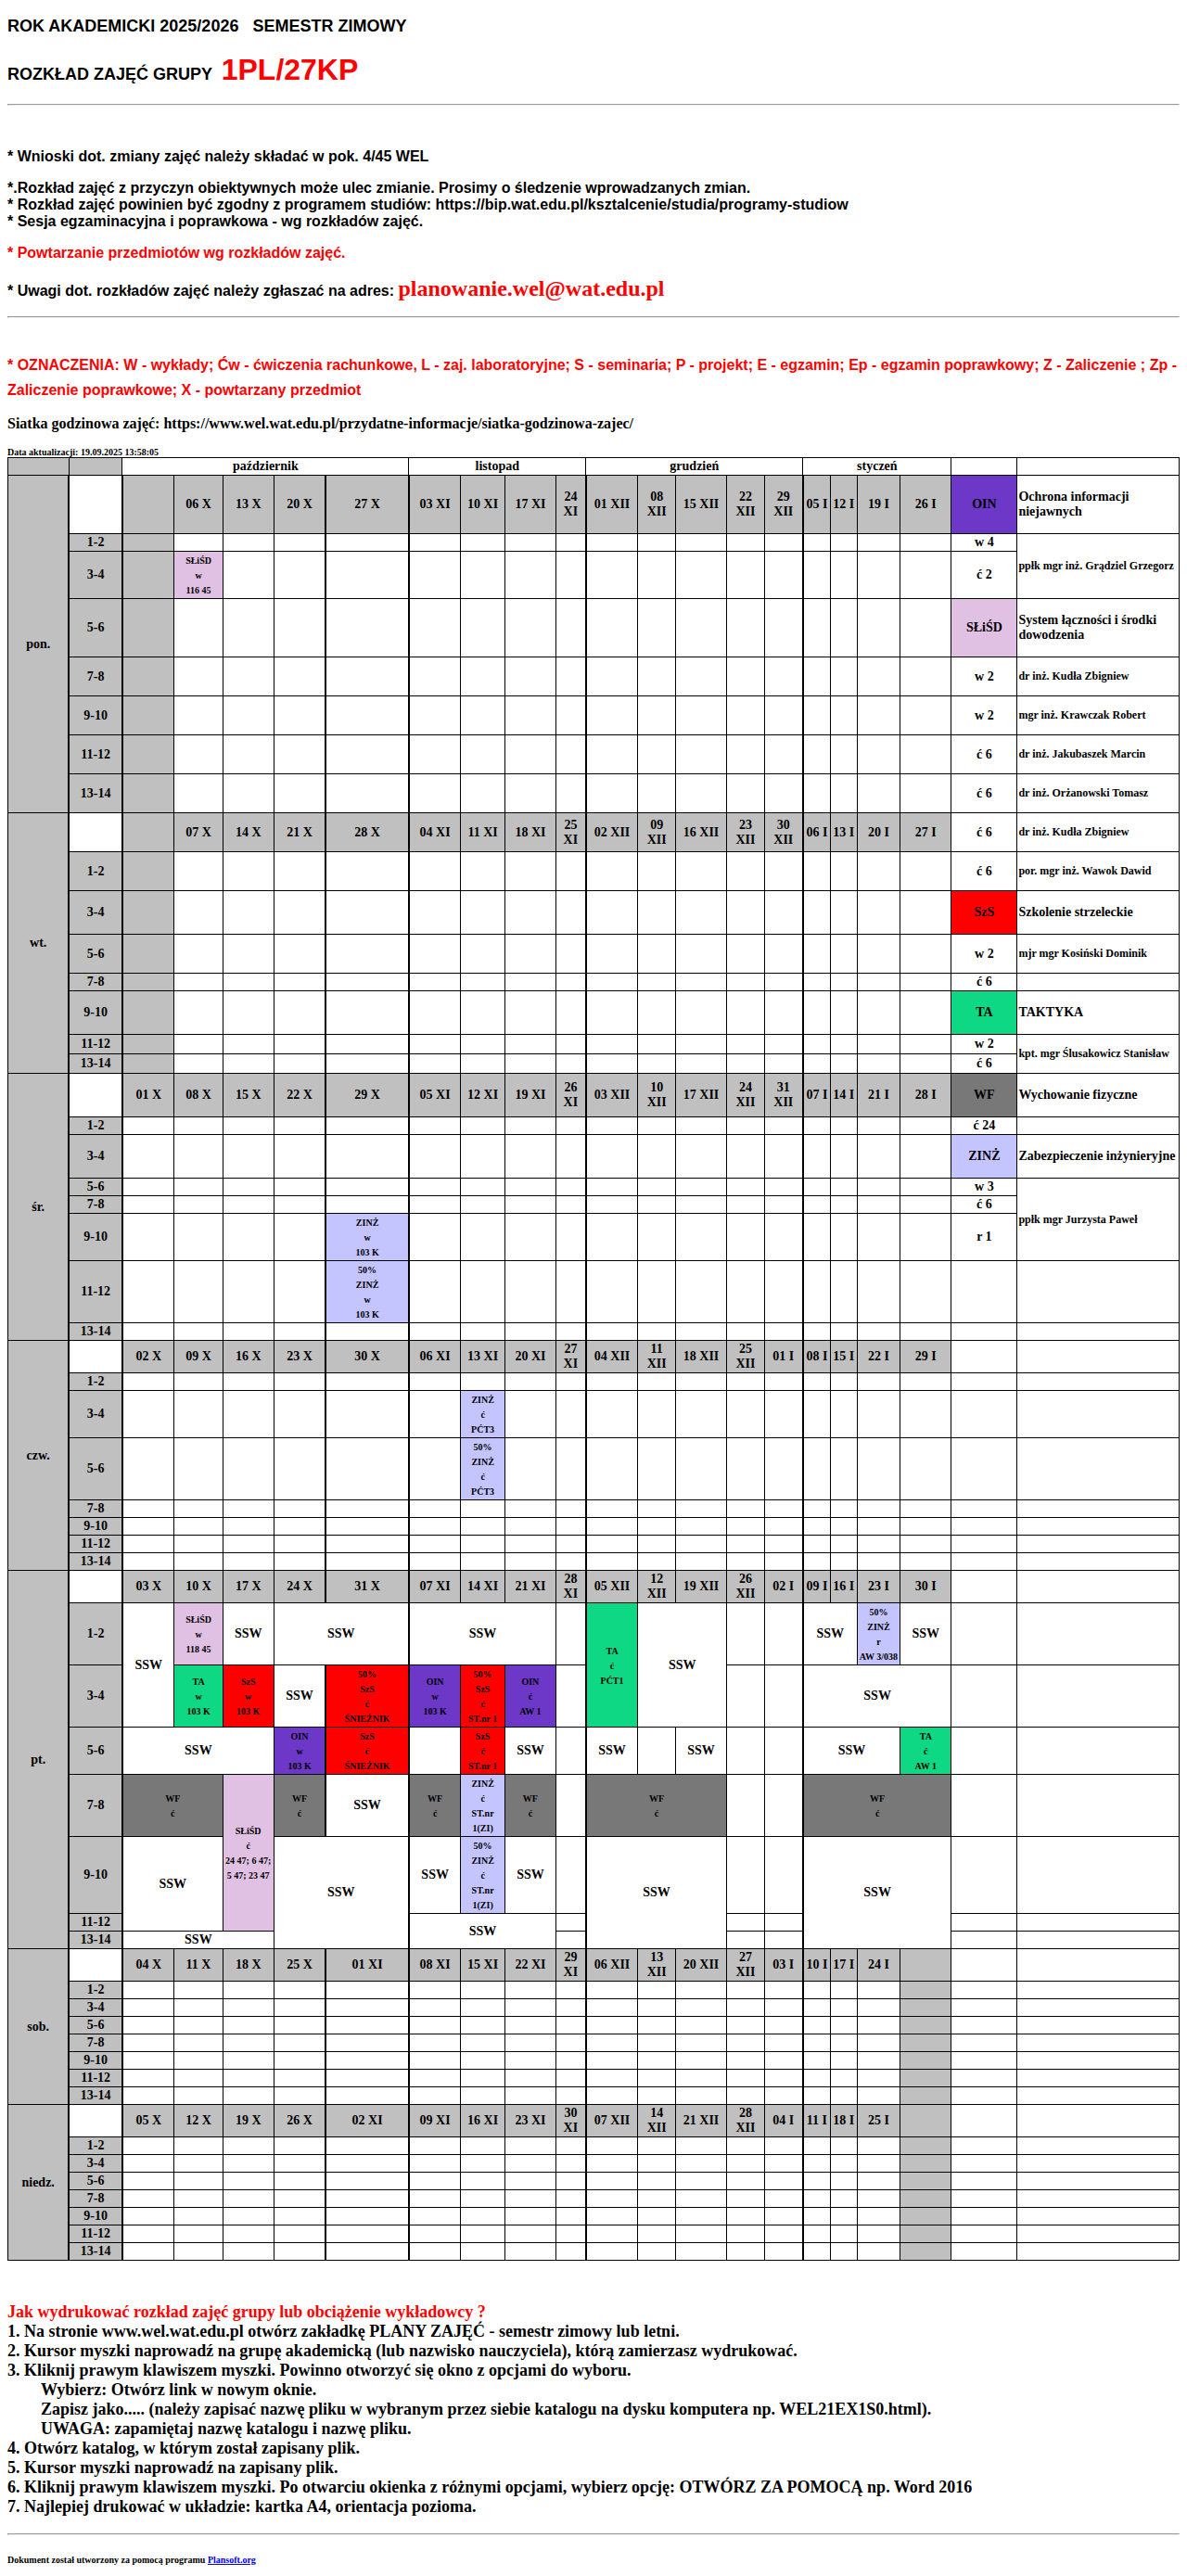 ROK AKADEMICKI 2025/2026 SEMESTR ZIMOWY
ROZKŁAD ZAJĘĆ GRUPY 1PL/27KP
* Wnioski dot. zmiany zajęć należy składać w pok. 4/45 WEL
*.Rozkład zajęć z przyczyn obiektywnych może ulec zmianie. Prosimy o śledzenie wprowadzanych zmian.
* Rozkład zajęć powinien być zgodny z programem studiów: https://bip.wat.edu.pl/ksztalcenie/studia/programy-studiow
* Sesja egzaminacyjna i poprawkowa - wg rozkładów zajęć.
* Powtarzanie przedmiotów wg rozkładów zajęć.
* Uwagi dot. rozkładów zajęć należy zgłaszać na adres: planowanie.wel@wat.edu.pl
* OZNACZENIA: W - wykłady; Ćw - ćwiczenia rachunkowe, L - zaj. laboratoryjne; S - seminaria; P - projekt; E - egzamin; Ep - egzamin poprawkowy; Z - Zaliczenie ; Zp -
Zaliczenie poprawkowe; X - powtarzany przedmiot
Siatka godzinowa zajęć: https://www.wel.wat.edu.pl/przydatne-informacje/siatka-godzinowa-zajec/
Data aktualizacji: 19.09.2025 13:58:05
październik listopad grudzień styczeń
pon. 06 X 13 X 20 X 27 X 03 XI 10 XI 17 XI 24 XI 01 XII 08 XII 15 XII 22 XII 29 XII 05 I 12 I 19 I 26 I OIN Ochrona informacji niejawnych
1-2 w 4 ppłk mgr inż. Grądziel Grzegorz
3-4 SŁiŚD w 116 45 ć 2
5-6 SŁiŚD System łączności i środki dowodzenia
7-8 w 2 dr inż. Kudła Zbigniew
9-10 w 2 mgr inż. Krawczak Robert
11-12 ć 6 dr inż. Jakubaszek Marcin
13-14 ć 6 dr inż. Orżanowski Tomasz
wt. 07 X 14 X 21 X 28 X 04 XI 11 XI 18 XI 25 XI 02 XII 09 XII 16 XII 23 XII 30 XII 06 I 13 I 20 I 27 I ć 6 dr inż. Kudła Zbigniew
1-2 ć 6 por. mgr inż. Wawok Dawid
3-4 SzS Szkolenie strzeleckie
5-6 w 2 mjr mgr Kosiński Dominik
7-8 ć 6
9-10 TA TAKTYKA
11-12 w 2 kpt. mgr Ślusakowicz Stanisław
13-14 ć 6
śr. 01 X 08 X 15 X 22 X 29 X 05 XI 12 XI 19 XI 26 XI 03 XII 10 XII 17 XII 24 XII 31 XII 07 I 14 I 21 I 28 I WF Wychowanie fizyczne
1-2 ć 24
3-4 ZINŻ Zabezpieczenie inżynieryjne
5-6 w 3 ppłk mgr Jurzysta Paweł
7-8 ć 6
9-10 ZINŻ w 103 K r 1
11-12 50% ZINŻ w 103 K
13-14
czw. 02 X 09 X 16 X 23 X 30 X 06 XI 13 XI 20 XI 27 XI 04 XII 11 XII 18 XII 25 XII 01 I 08 I 15 I 22 I 29 I
1-2
3-4 ZINŻ ć PĆT3
5-6 50% ZINŻ ć PĆT3
7-8
9-10
11-12
13-14
pt. 03 X 10 X 17 X 24 X 31 X 07 XI 14 XI 21 XI 28 XI 05 XII 12 XII 19 XII 26 XII 02 I 09 I 16 I 23 I 30 I
1-2 SSW SŁiŚD w 118 45 SSW SSW SSW TA ć PĆT1 SSW SSW 50% ZINŻ r AW 3/038 SSW
3-4 TA w 103 K SzS w 103 K SSW 50% SzS ć ŚNIEŻNIK OIN w 103 K 50% SzS ć ST.nr 1 OIN ć AW 1 SSW
5-6 SSW OIN w 103 K SzS ć ŚNIEŻNIK SzS ć ST.nr 1 SSW SSW SSW SSW TA ć AW 1
7-8 WF ć SŁiŚD ć 24 47; 6 47; 5 47; 23 47 WF ć SSW WF ć ZINŻ ć ST.nr 1(ZI) WF ć WF ć WF ć
9-10 SSW SSW SSW 50% ZINŻ ć ST.nr 1(ZI) SSW SSW SSW
11-12 SSW
13-14 SSW
sob. 04 X 11 X 18 X 25 X 01 XI 08 XI 15 XI 22 XI 29 XI 06 XII 13 XII 20 XII 27 XII 03 I 10 I 17 I 24 I
1-2
3-4
5-6
7-8
9-10
11-12
13-14
niedz. 05 X 12 X 19 X 26 X 02 XI 09 XI 16 XI 23 XI 30 XI 07 XII 14 XII 21 XII 28 XII 04 I 11 I 18 I 25 I
1-2
3-4
5-6
7-8
9-10
11-12
13-14
Jak wydrukować rozkład zajęć grupy lub obciążenie wykładowcy ?
1. Na stronie www.wel.wat.edu.pl otwórz zakładkę PLANY ZAJĘĆ - semestr zimowy lub letni.
2. Kursor myszki naprowadź na grupę akademicką (lub nazwisko nauczyciela), którą zamierzasz wydrukować.
3. Kliknij prawym klawiszem myszki. Powinno otworzyć się okno z opcjami do wyboru.
Wybierz: Otwórz link w nowym oknie.
Zapisz jako..... (należy zapisać nazwę pliku w wybranym przez siebie katalogu na dysku komputera np. WEL21EX1S0.html).
UWAGA: zapamiętaj nazwę katalogu i nazwę pliku.
4. Otwórz katalog, w którym został zapisany plik.
5. Kursor myszki naprowadź na zapisany plik.
6. Kliknij prawym klawiszem myszki. Po otwarciu okienka z różnymi opcjami, wybierz opcję: OTWÓRZ ZA POMOCĄ np. Word 2016
7. Najlepiej drukować w układzie: kartka A4, orientacja pozioma.
Dokument został utworzony za pomocą programu Plansoft.org